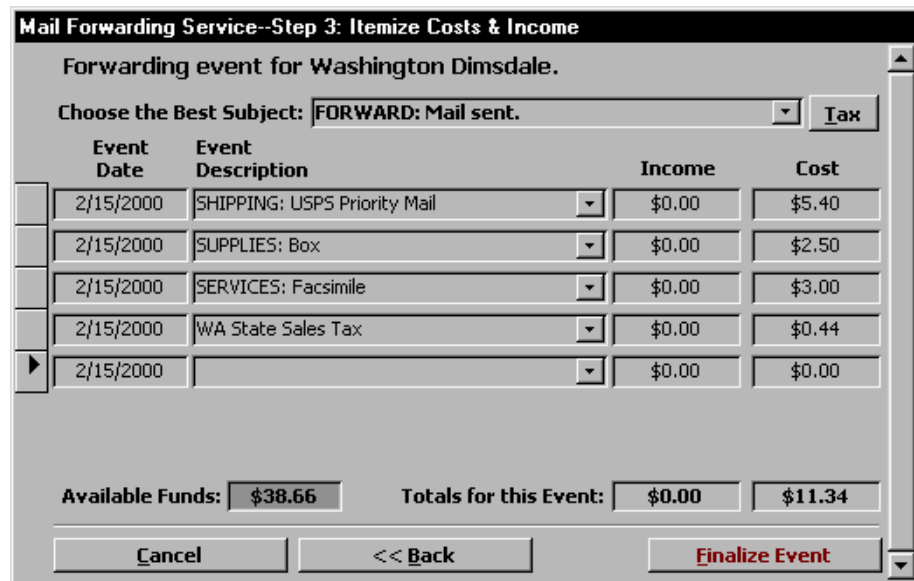 Mail Forwarding Service--Step 3: Itemize Costs & Income
Forwarding event for Washington Dimsdale.
Choose the Best Subject: FORWARD: Mail sent. Tax
Event Date Event Description Income Cost
2/15/2000 SHIPPING: USPS Priority Mail $0.00 $5.40
2/15/2000 SUPPLIES: Box $0.00 $2.50
2/15/2000 SERVICES: Facsimile $0.00 $3.00
2/15/2000 WA State Sales Tax $0.00 $0.44
2/15/2000 $0.00 $0.00
Available Funds: $38.66 Totals for this Event: $0.00 $11.34
Cancel << Back Finalize Event